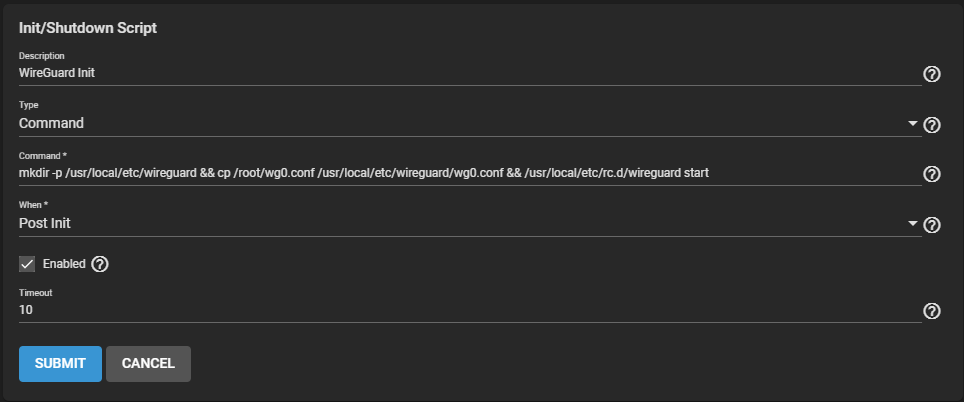 Init/Shutdown Script
Description
WireGuard Init
Type
Command
Command *
mkdir -p /usr/local/etc/wireguard && cp /root/wg0.conf /usr/local/etc/wireguard/wg0.conf && /usr/local/etc/rc.d/wireguard start
When *
Post Init
Enabled
Timeout
10
SUBMIT CANCEL